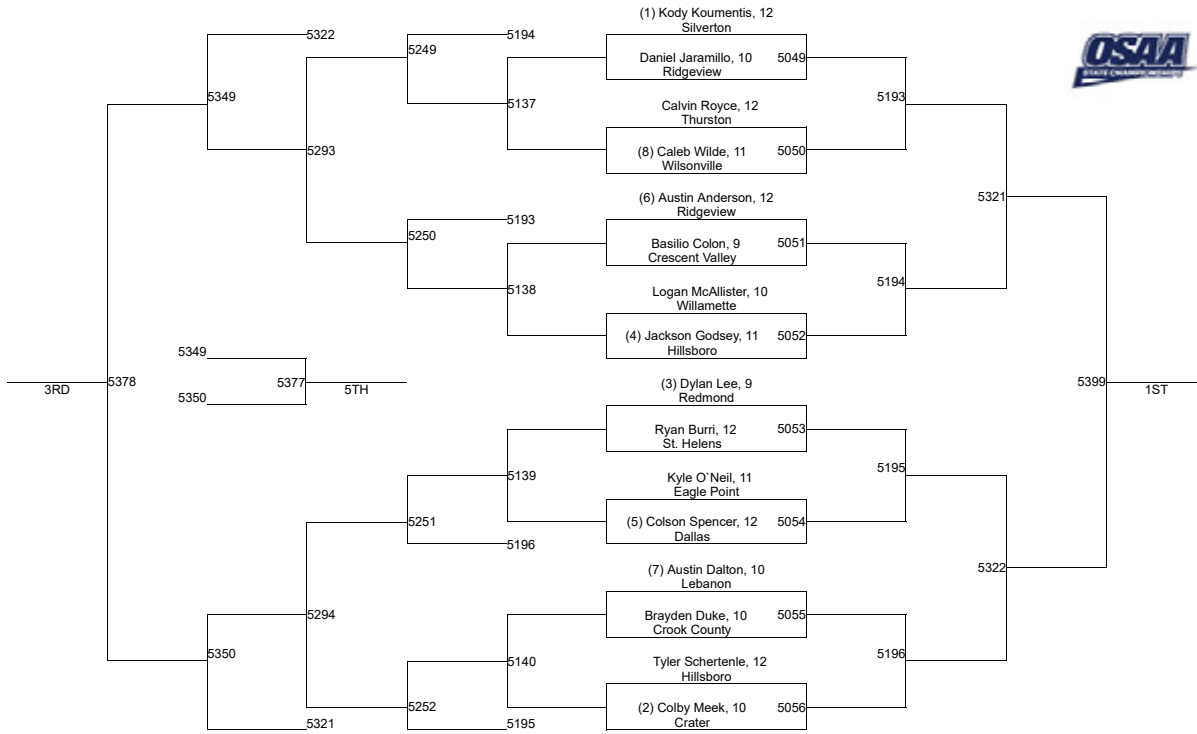 (1) Kody Koumentis, 12
Silverton
5322
5194
5249
Daniel Jaramillo, 10
5049
Ridgeview
OSAA
STATE CHAMPIONSHIPS
5349
5137
Calvin Royce, 12
5193
Thurston
5293
(8) Caleb Wilde, 11
5050
Wilsonville
(6) Austin Anderson, 12
5321
Ridgeview
5193
5250
Basilio Colon, 9
5051
Crescent Valley
5138
Logan McAllister, 10
5194
Willamette
(4) Jackson Godsey, 11
5052
Hillsboro
5349
3RD
5378
5377
5TH
(3) Dylan Lee, 9
5399
1ST
5350
Redmond
Ryan Burri, 12
5053
St. Helens
5139
Kyle O`Neil, 11
5195
Eagle Point
5251
(5) Colson Spencer, 12
5054
Dallas
5196
(7) Austin Dalton, 10
5322
Lebanon
5294
Brayden Duke, 10
5055
Crook County
5350
5140
Tyler Schertenle, 12
5196
Hillsboro
5252
(2) Colby Meek, 10
5056
Crater
5321
5195